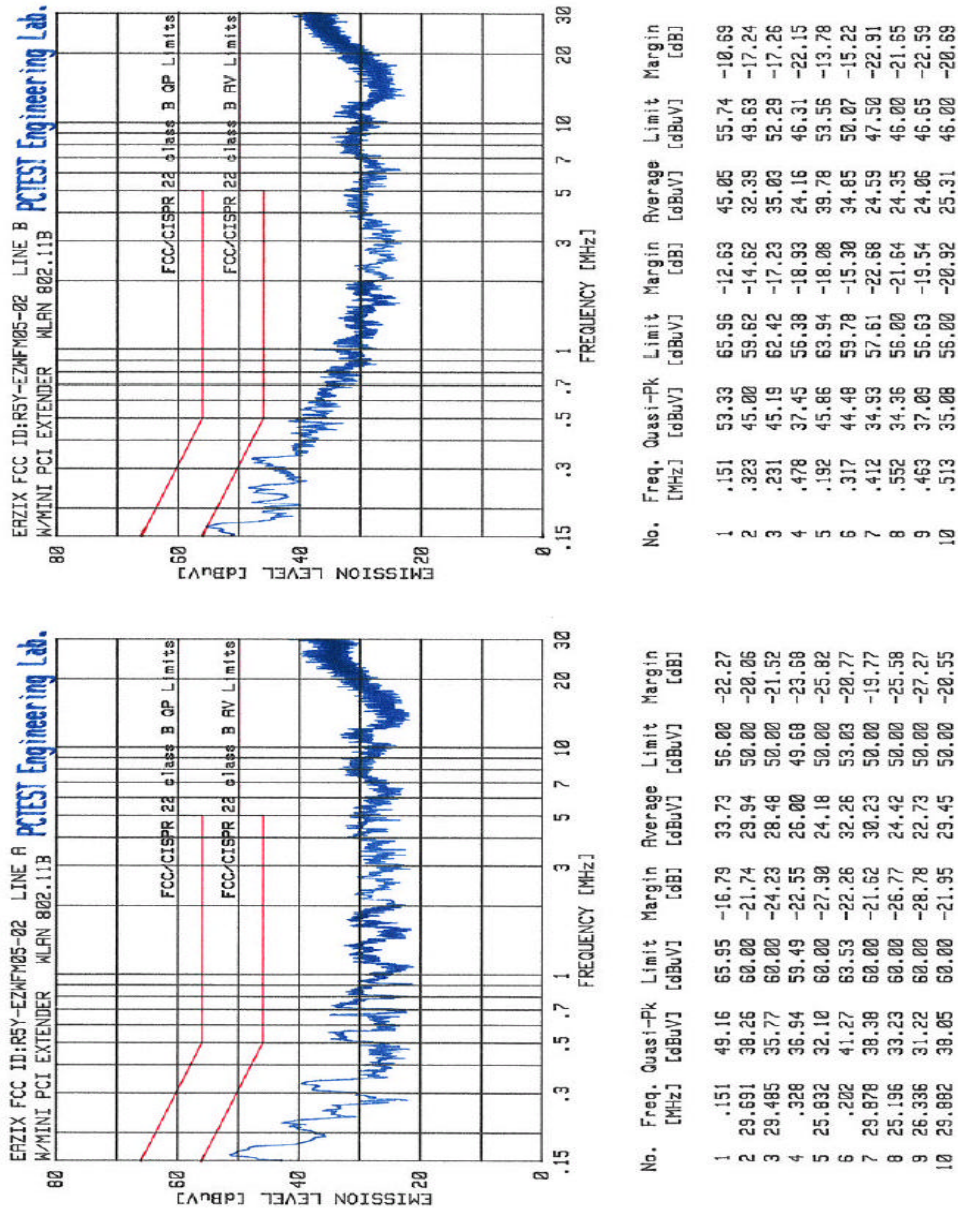 EAZIX FCC ID:R5Y-EZWFM05-02 LINE A PCTEST Engineering Lab.
W/MINI PCI EXTENDER WLAN 802.11B
80
60
40
20
0
EMISSION LEVEL [dBuV]
FCC/CISPR 22 class B QP Limits
FCC/CISPR 22 class B AV Limits
.15 .3 .5 .7 1 3 5 7 10 20 30
FREQUENCY [MHz]
No. Freq. Quasi-Pk Limit Margin Average Limit Margin
[MHz] [dBuV] [dBuV] [dB] [dBuV] [dBuV] [dB]
1 .151 49.16 65.95 -16.79 33.73 56.00 -22.27
2 29.691 38.26 60.00 -21.74 29.94 50.00 -20.06
3 29.485 35.77 60.00 -24.23 28.48 50.00 -21.52
4 .328 36.94 59.49 -22.55 26.00 49.68 -23.68
5 25.832 32.10 60.00 -27.90 24.18 50.00 -25.82
6 .202 41.27 63.53 -22.26 32.26 53.03 -20.77
7 29.878 38.38 60.00 -21.62 30.23 50.00 -19.77
8 25.196 33.23 60.00 -26.77 24.42 50.00 -25.58
9 26.336 31.22 60.00 -28.78 22.73 50.00 -27.27
10 29.882 38.05 60.00 -21.95 29.45 50.00 -20.55
EAZIX FCC ID:R5Y-EZWFM05-02 LINE B PCTEST Engineering Lab.
W/MINI PCI EXTENDER WLAN 802.11B
80
60
40
20
0
EMISSION LEVEL [dBuV]
FCC/CISPR 22 class B QP Limits
FCC/CISPR 22 class B AV Limits
.15 .3 .5 .7 1 3 5 7 10 20 30
FREQUENCY [MHz]
No. Freq. Quasi-Pk Limit Margin Average Limit Margin
[MHz] [dBuV] [dBuV] [dB] [dBuV] [dBuV] [dB]
1 .151 53.33 65.96 -12.63 45.05 55.74 -10.69
2 .323 45.00 59.62 -14.62 32.39 49.63 -17.24
3 .231 45.19 62.42 -17.23 35.03 52.29 -17.26
4 .478 37.45 56.38 -18.93 24.16 46.31 -22.15
5 .192 45.86 63.94 -18.08 39.78 53.56 -13.78
6 .317 44.48 59.78 -15.30 34.85 50.07 -15.22
7 .412 34.93 57.61 -22.68 24.59 47.50 -22.91
8 .552 34.36 56.00 -21.64 24.35 46.00 -21.65
9 .463 37.09 56.63 -19.54 24.06 46.65 -22.59
10 .513 35.08 56.00 -20.92 25.31 46.00 -20.69